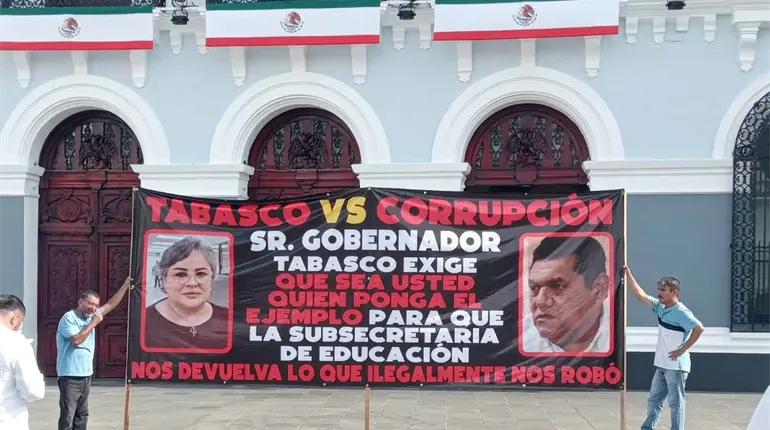 TABASCO VS CORRUPCIÓN
SR. GOBERNADOR
TABASCO EXIGE
QUE SEA USTED
QUIEN PONGA EL
EJEMPLO PARA QUE
LA SUBSECRETARIA
DE EDUCACIÓN
NOS DEVUELVA LO QUE ILEGALMENTE NOS ROBÓ